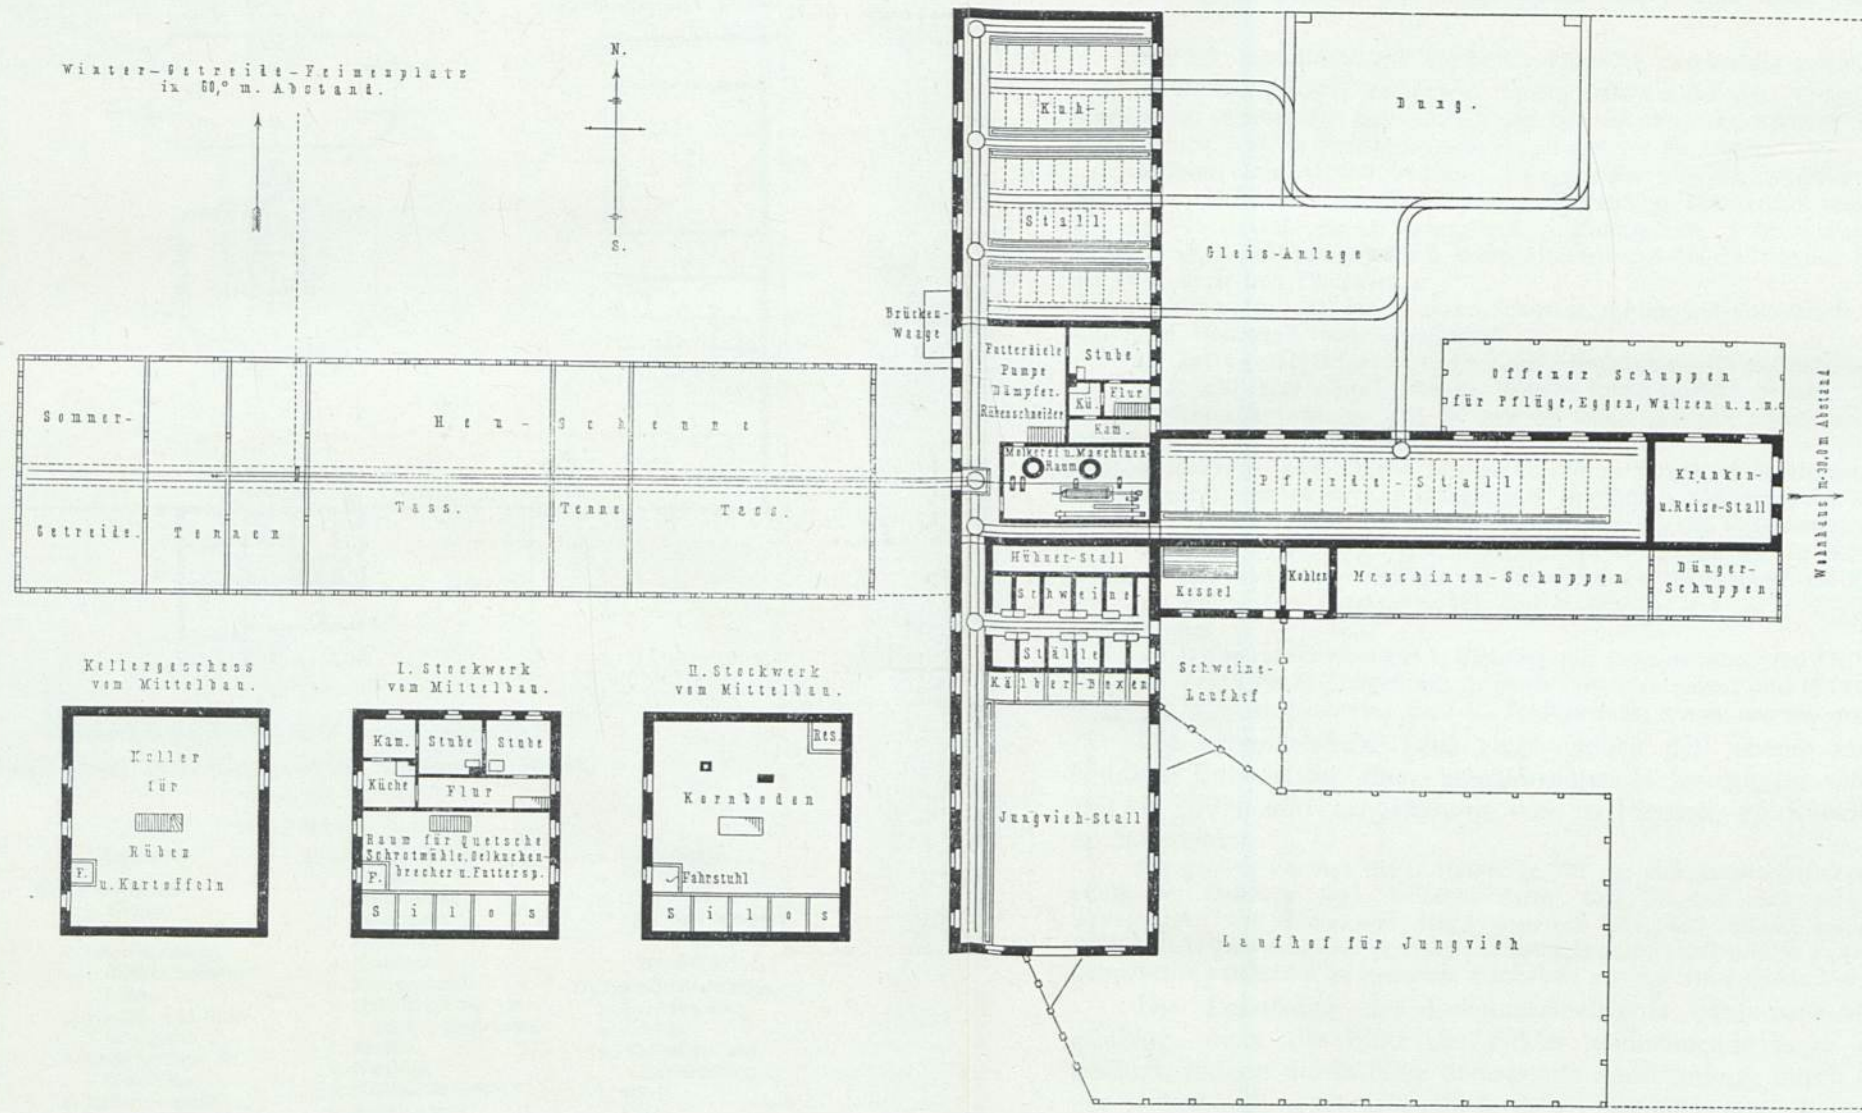 Winter-Getreide-Feimenplatz
in 60,0 m. Abstand.
N.
S.
Kuh-
Stall
Dung.
Gleis-Anlage
Brücken-
Waage
Futterdiele
Pumpe
Dämpfer.
Rübenschneider
Stube
Kü.
Flur
Kam.
Molkerei u. Maschinen-
Raum
Offener Schuppen
für Pflüge, Eggen, Walzen u.a.m.
Wohnhaus m. 30,0 m Abstand
Sommer-
Getreide.
Tennen
Heu-Scheune
Tass.
Tenne
Tass.
Pferde-Stall
Kranken-
u. Reise-Stall
Hühner-Stall
Schweine-
Ställe
Kälber-Boxen
Kessel
Kohlen
Maschinen-Schuppen
Dünger-
Schuppen
Schweine-
Laufhof
Jungvieh-Stall
Laufhof für Jungvieh
Kellergeschoss
vom Mittelbau.
Keller
für
Rüben
F.
u. Kartoffeln
I. Stockwerk
vom Mittelbau.
Kam.
Stube
Stube
Küche
Flur
Raum für Quetsche
Schrotmühle, Oelkuchen-
brecher u. Futtersp.
F.
Silos
II. Stockwerk
vom Mittelbau.
Res.
Kornboden
Fahrstuhl
Silos